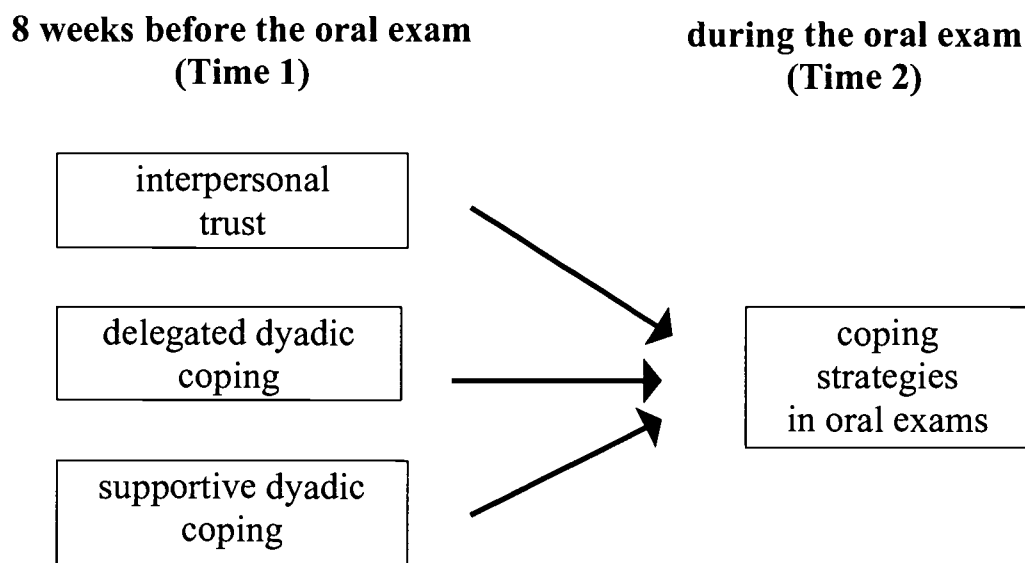 8 weeks before the oral exam
(Time 1)
during the oral exam
(Time 2)
interpersonal
trust
delegated dyadic
coping
supportive dyadic
coping
coping
strategies
in oral exams